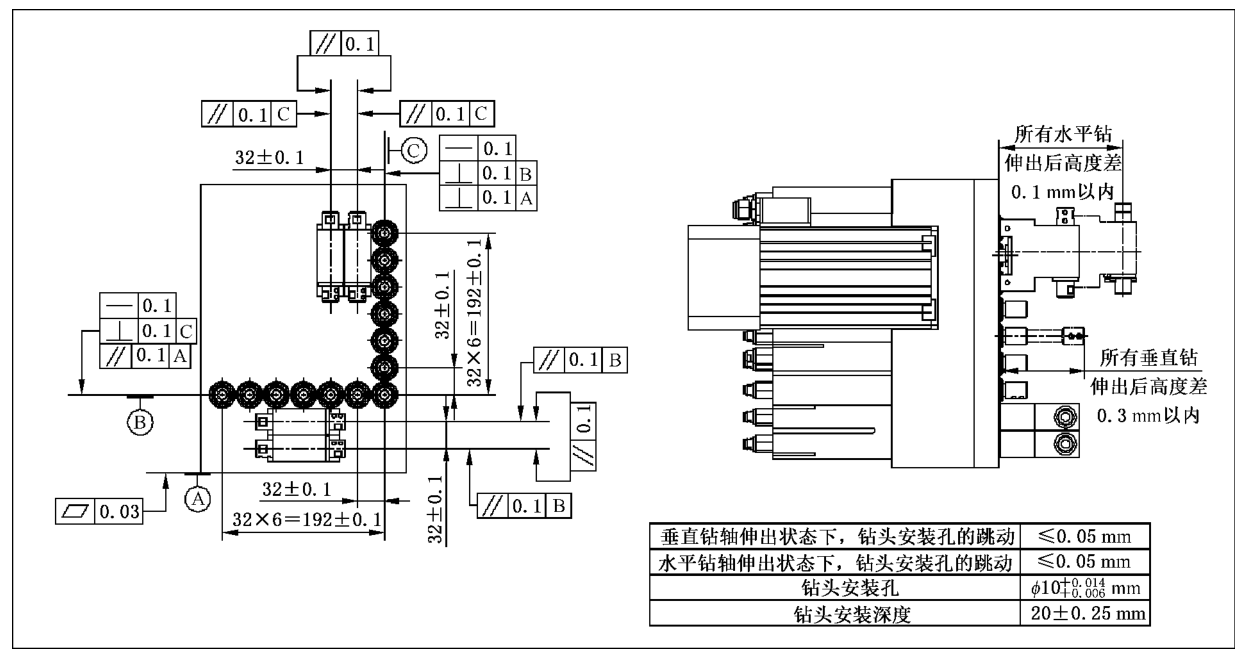 // 0.1
// 0.1 C
// 0.1 C
C
32±0.1
— 0.1
⊥ 0.1 B
⊥ 0.1 A
32±0.1
32×6=192±0.1
— 0.1
⊥ 0.1 C
// 0.1 A
B
// 0.1 B
// 0.1
A
⏥ 0.03
32±0.1
32×6=192±0.1
32±0.1
// 0.1 B
所有水平钻
伸出后高度差
0.1 mm以内
所有垂直钻
伸出后高度差
0.3 mm以内
垂直钻轴伸出状态下，钻头安装孔的跳动 ≤0.05 mm
水平钻轴伸出状态下，钻头安装孔的跳动 ≤0.05 mm
钻头安装孔 ϕ10+0.014 +0.006 mm
钻头安装深度 20±0.25 mm